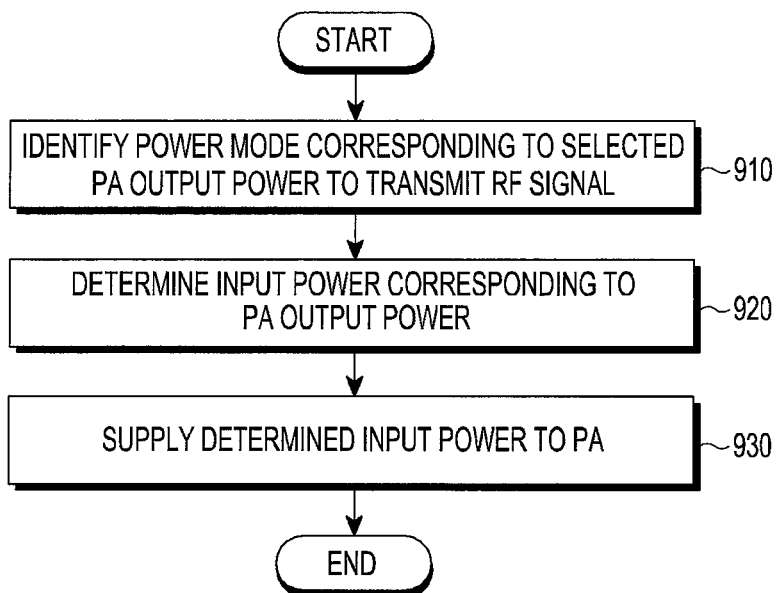 START
IDENTIFY POWER MODE CORRESPONDING TO SELECTED
PA OUTPUT POWER TO TRANSMIT RF SIGNAL
910
DETERMINE INPUT POWER CORRESPONDING TO
PA OUTPUT POWER
920
SUPPLY DETERMINED INPUT POWER TO PA
930
END